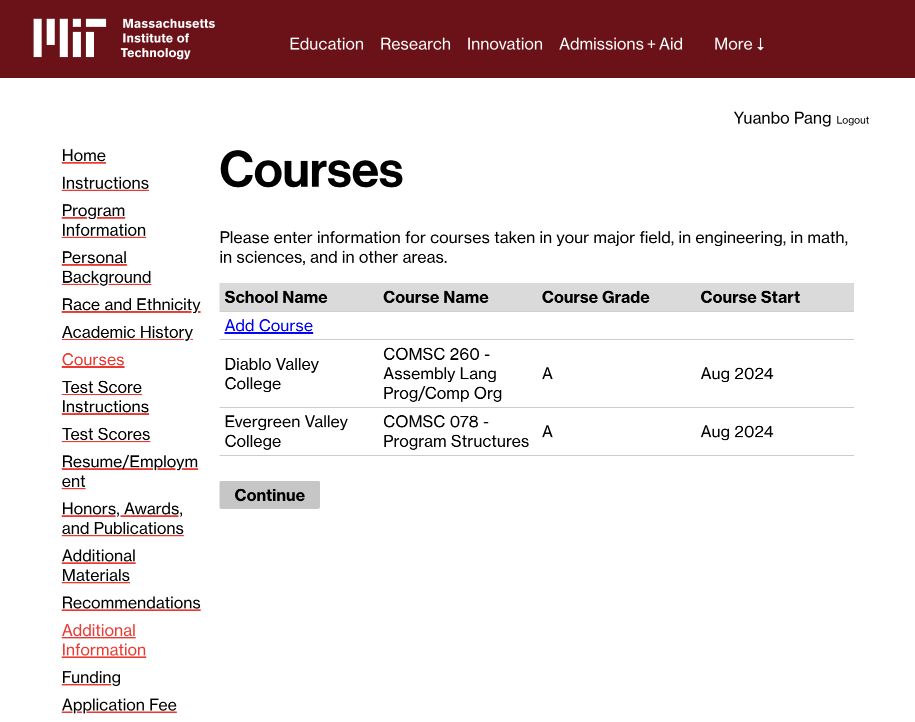 Massachusetts
Institute of
Technology
Education Research Innovation Admissions + Aid More ↓
Yuanbo Pang Logout
Home
Instructions
Program
Information
Personal
Background
Race and Ethnicity
Academic History
Courses
Test Score
Instructions
Test Scores
Resume/Employm
ent
Honors, Awards,
and Publications
Additional
Materials
Recommendations
Additional
Information
Funding
Application Fee
Courses
Please enter information for courses taken in your major field, in engineering, in math,
in sciences, and in other areas.
School Name Course Name Course Grade Course Start
Add Course
Diablo Valley
College
COMSC 260 -
Assembly Lang
Prog/Comp Org
A
Aug 2024
Evergreen Valley
College
COMSC 078 -
Program Structures
A
Aug 2024
Continue